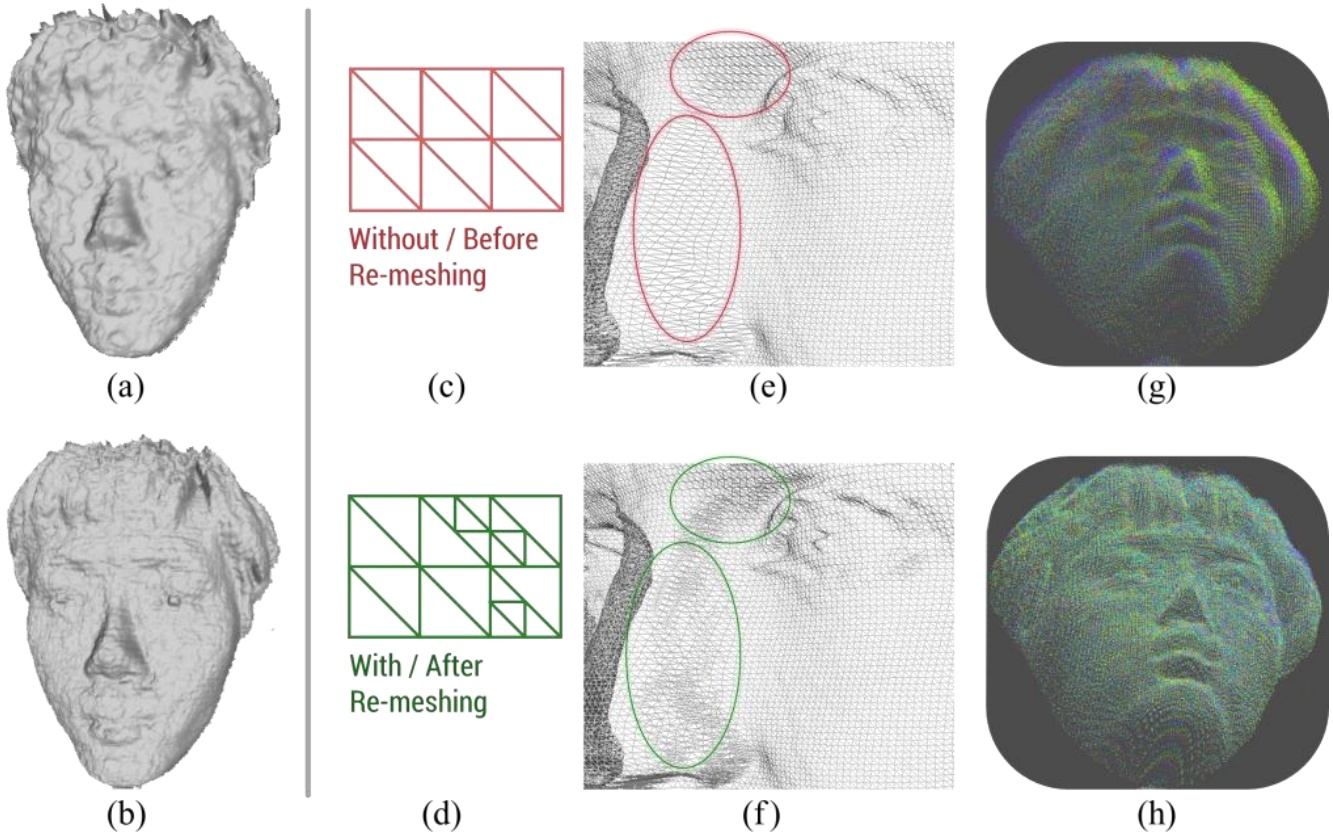 (a)
Without / Before
Re-meshing
(c)
(e)
(g)
(b)
With / After
Re-meshing
(d)
(f)
(h)